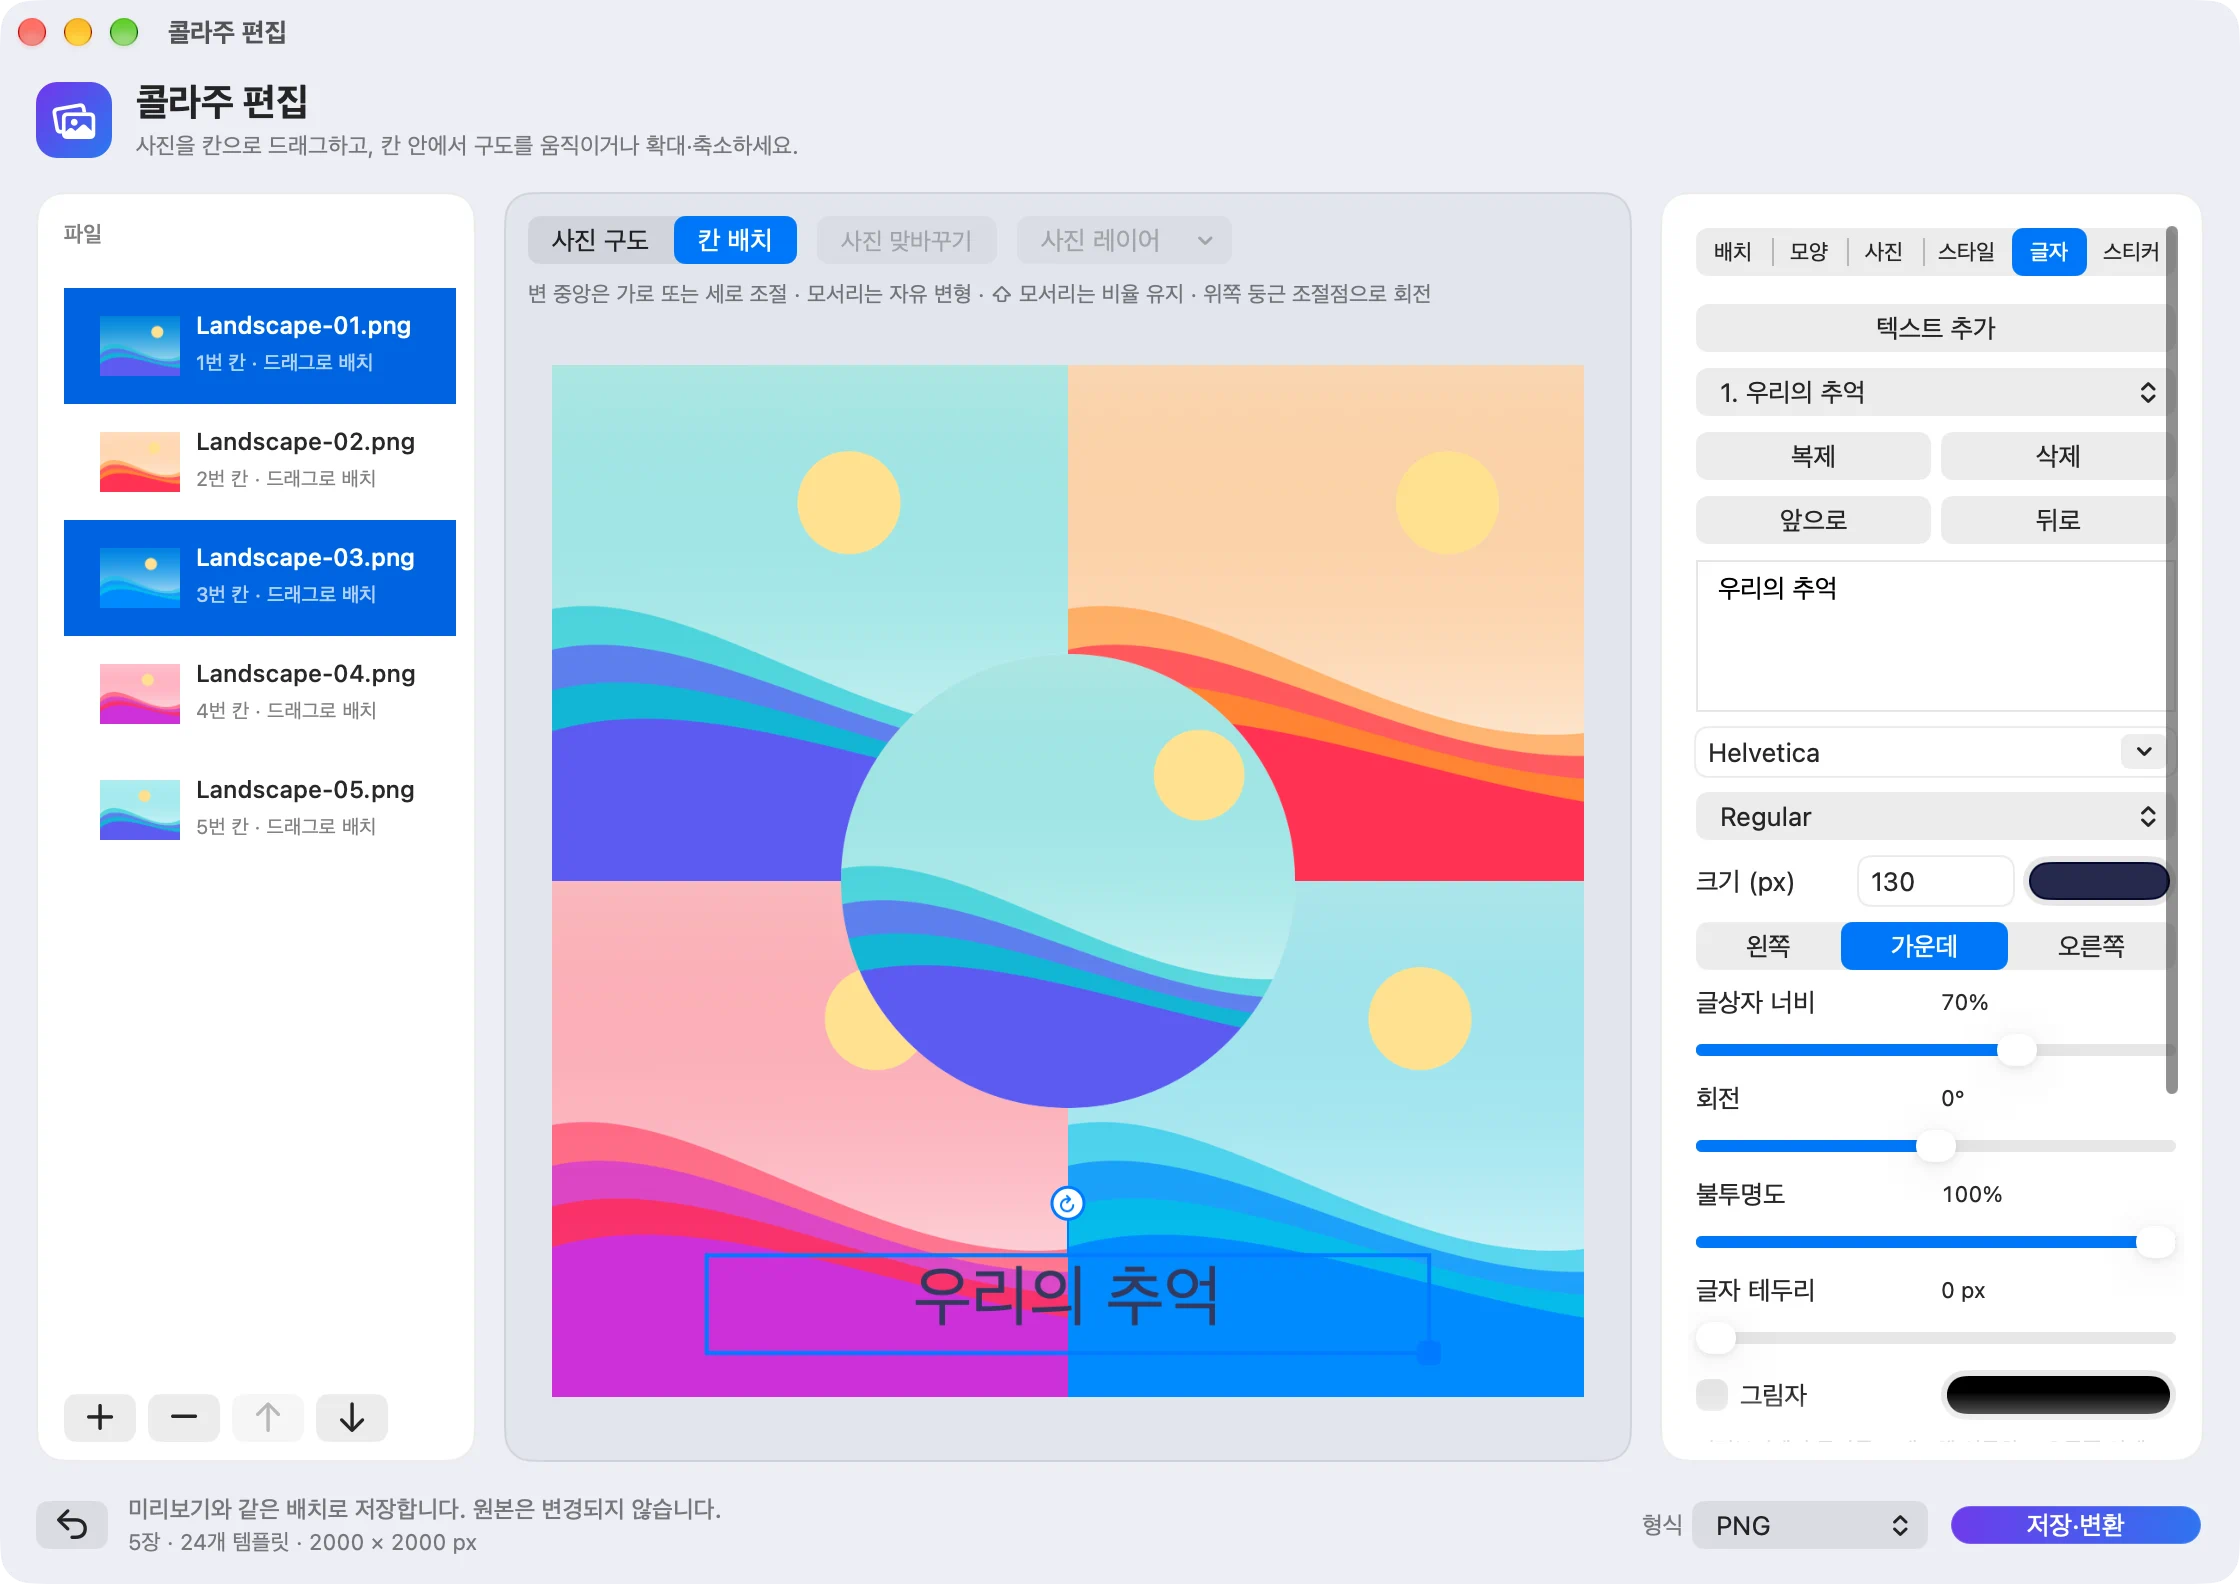 콜라주 편집
콜라주 편집
사진을 칸으로 드래그하고, 칸 안에서 구도를 움직이거나 확대·축소하세요.
파일
Landscape-01.png
1번 칸 · 드래그로 배치
Landscape-02.png
2번 칸 · 드래그로 배치
Landscape-03.png
3번 칸 · 드래그로 배치
Landscape-04.png
4번 칸 · 드래그로 배치
Landscape-05.png
5번 칸 · 드래그로 배치
사진 구도 칸 배치 사진 맞바꾸기 사진 레이어
변 중앙은 가로 또는 세로 조절 · 모서리는 자유 변형 · ⇧ 모서리는 비율 유지 · 위쪽 둥근 조절점으로 회전
우리의 추억
배치 모양 사진 스타일 글자 스티커
텍스트 추가
1. 우리의 추억
복제 삭제
앞으로 뒤로
우리의 추억
Helvetica
Regular
크기 (px) 130
왼쪽 가운데 오른쪽
글상자 너비 70%
회전 0°
불투명도 100%
글자 테두리 0 px
그림자
미리보기와 같은 배치로 저장합니다. 원본은 변경되지 않습니다.
5장 · 24개 템플릿 · 2000 × 2000 px
형식 PNG 저장·변환